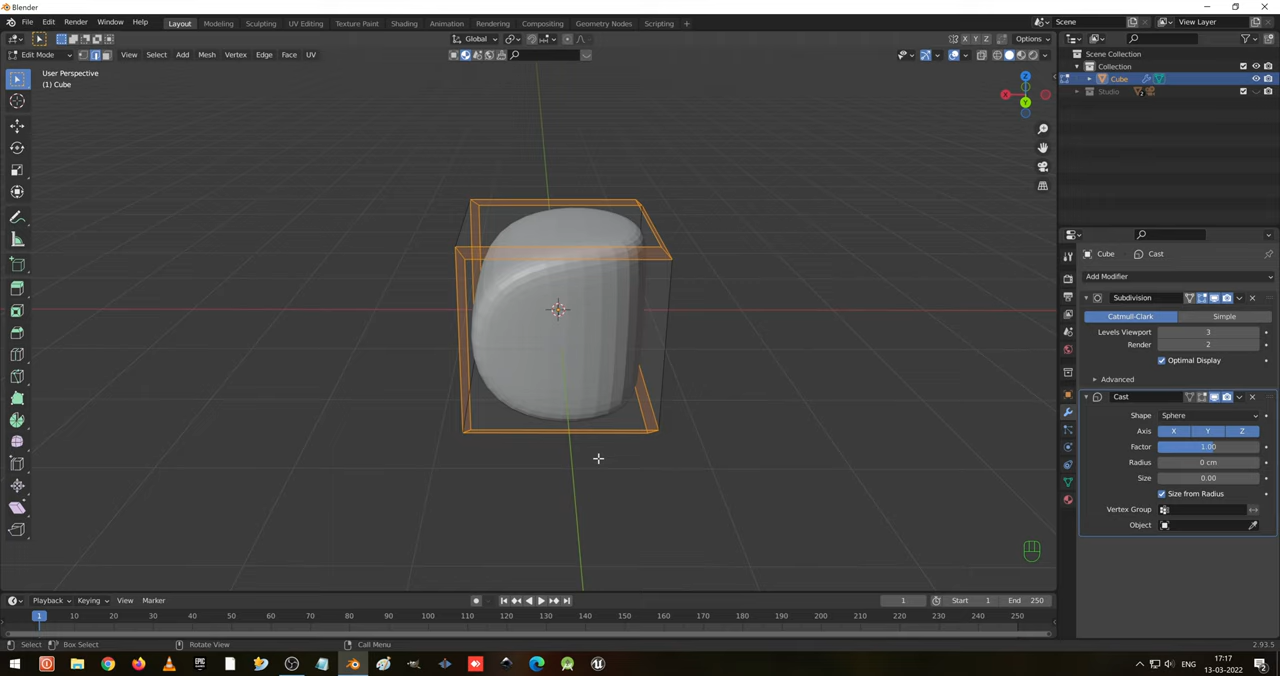 Blender
File Edit Render Window Help Layout Modeling Sculpting UV Editing Texture Paint Shading Animation Rendering Compositing Geometry Nodes Scripting + Scene View Layer
Global Options
Edit Mode View Select Add Mesh Vertex Edge Face UV X Y Z
User Perspective
(1) Cube
Scene Collection
Collection
Cube
Studio 2
Z
X
Y
Cube Cast
Add Modifier
Subdivision
Catmull-Clark Simple
Levels Viewport 3
Render 2
Optimal Display
Advanced
Cast
Shape Sphere
Axis X Y Z
Factor 1.00
Radius 0 cm
Size 0.00
Size from Radius
Vertex Group
Object
Playback Keying View Marker 1 Start 1 End 250
1 10 20 30 40 50 60 70 80 90 100 110 120 130 140 150 160 170 180 190 200 210 220 230 240 250
Select Box Select Rotate View Call Menu 2.93.5
ENG 17:17
13-03-2022 2